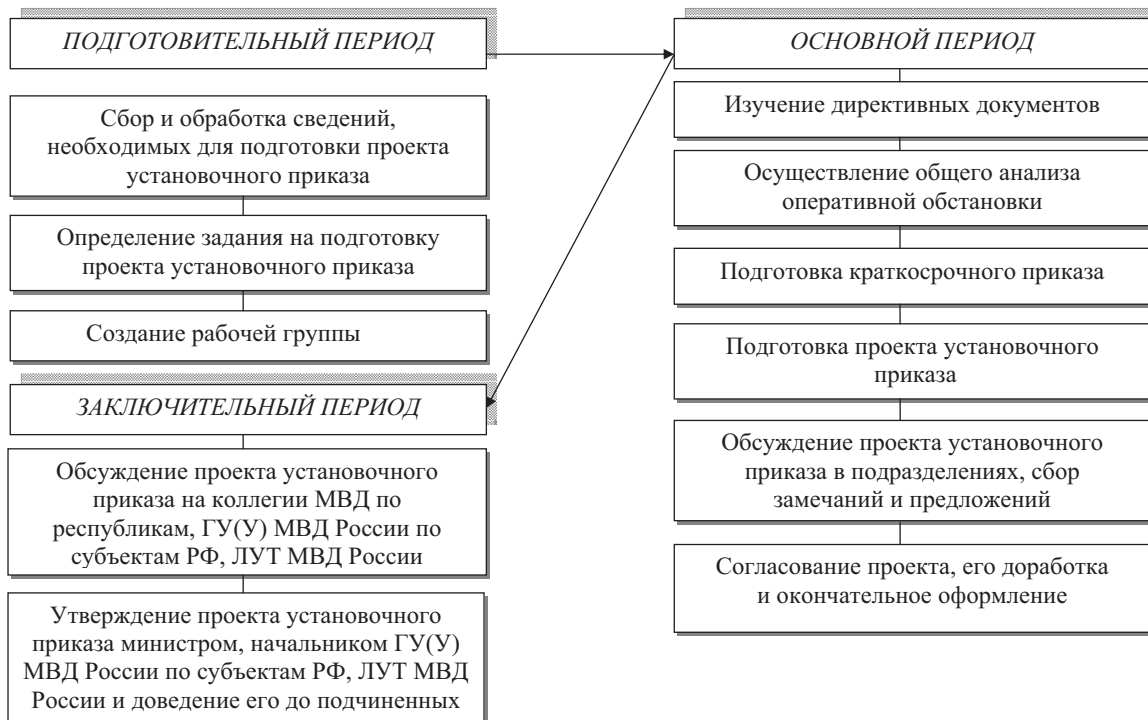 ПОДГОТОВИТЕЛЬНЫЙ ПЕРИОД
Сбор и обработка сведений,
необходимых для подготовки проекта
установочного приказа
Определение задания на подготовку
проекта установочного приказа
Создание рабочей группы
ОСНОВНОЙ ПЕРИОД
Изучение директивных документов
Осуществление общего анализа
оперативной обстановки
Подготовка краткосрочного приказа
Подготовка проекта установочного
приказа
Обсуждение проекта установочного
приказа в подразделениях, сбор
замечаний и предложений
Согласование проекта, его доработка
и окончательное оформление
ЗАКЛЮЧИТЕЛЬНЫЙ ПЕРИОД
Обсуждение проекта установочного
приказа на коллегии МВД по
республикам, ГУ(У) МВД России по
субъектам РФ, ЛУТ МВД России
Утверждение проекта установочного
приказа министром, начальником ГУ(У)
МВД России по субъектам РФ, ЛУТ МВД
России и доведение его до подчиненных